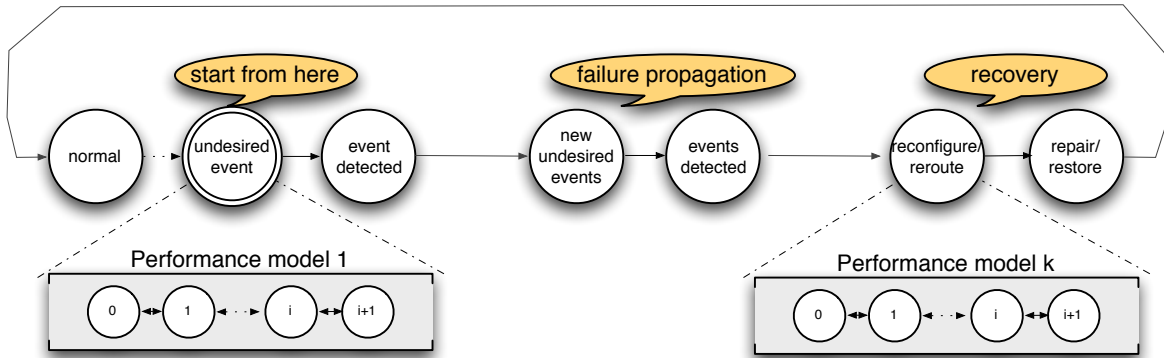 start from here
failure propagation
recovery
normal
undesired
event
event
detected
new
undesired
events
events
detected
reconfigure/
reroute
repair/
restore
Performance model 1
0
1
i
i+1
Performance model k
0
1
i
i+1